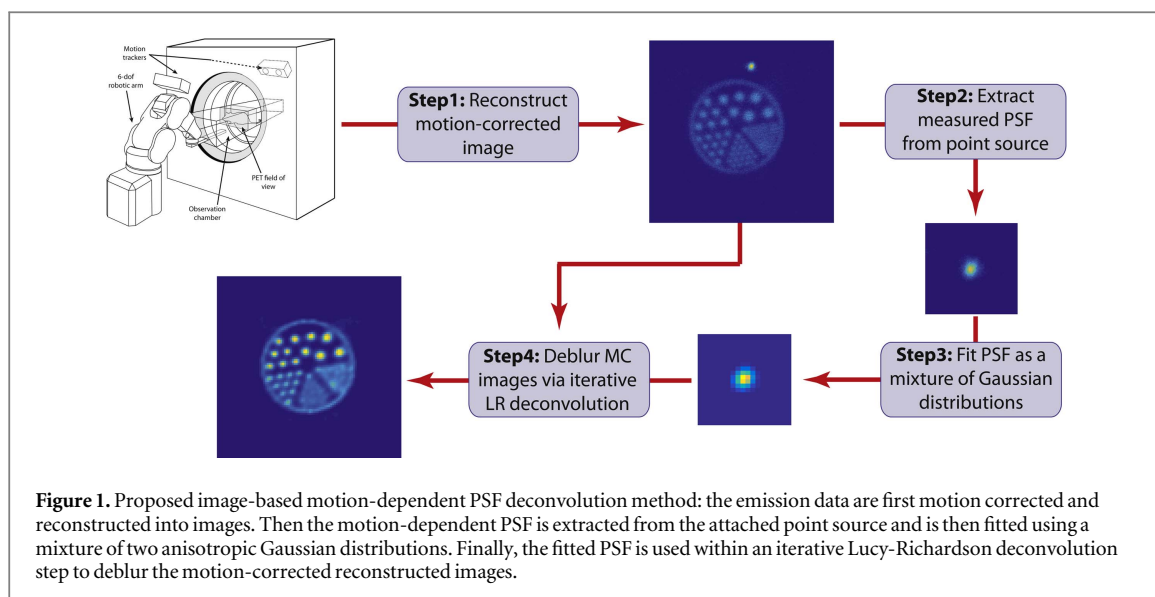 Motion
trackers
6-dof
robotic arm
PET field of
view
Observation
chamber
Step1: Reconstruct
motion-corrected
image
Step2: Extract
measured PSF
from point source
Step3: Fit PSF as a
mixture of Gaussian
distributions
Step4: Deblur MC
images via iterative
LR deconvolution
Figure 1. Proposed image-based motion-dependent PSF deconvolution method: the emission data are first motion corrected and
reconstructed into images. Then the motion-dependent PSF is extracted from the attached point source and is then fitted using a
mixture of two anisotropic Gaussian distributions. Finally, the fitted PSF is used within an iterative Lucy-Richardson deconvolution
step to deblur the motion-corrected reconstructed images.